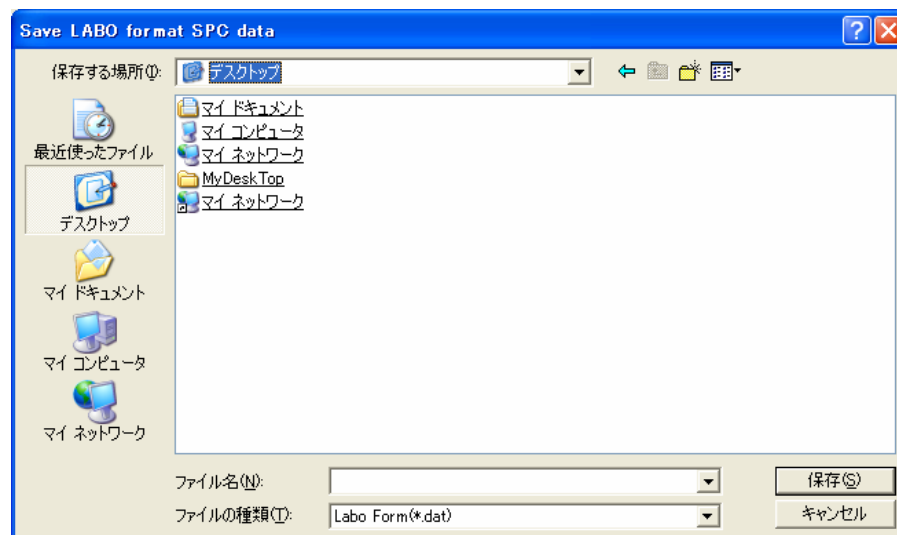 Save LABO format SPC data
保存する場所(I): デスクトップ
最近使ったファイル
デスクトップ
マイ ドキュメント
マイ コンピュータ
マイ ネットワーク
マイ ドキュメント
マイ コンピュータ
マイ ネットワーク
MyDeskTop
マイ ネットワーク
ファイル名(N): 保存(S)
ファイルの種類(T): Labo Form(*.dat) キャンセル